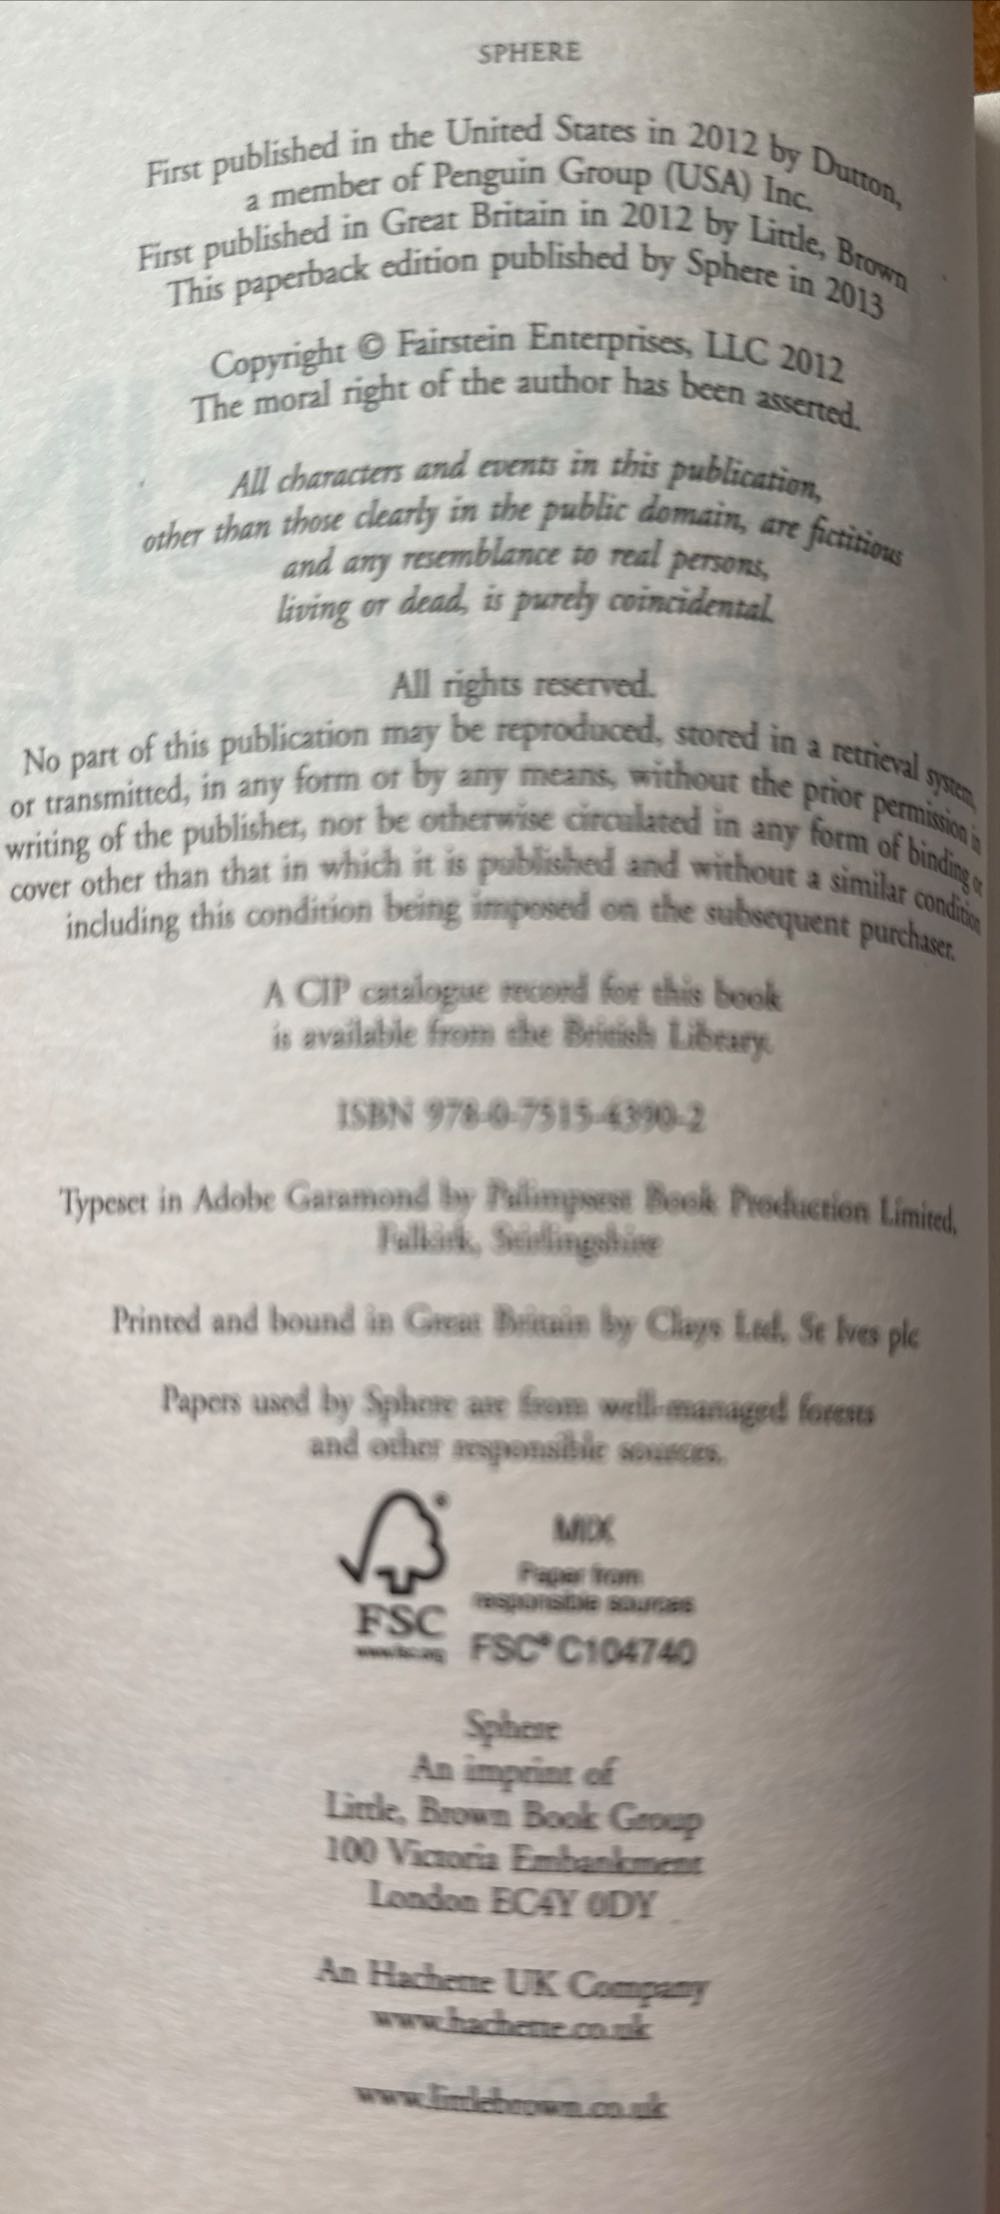 SPHERE
First published in the United States in 2012 by Dutton,
a member of Penguin Group (USA) Inc.
First published in Great Britain in 2012 by Little, Brown
This paperback edition published by Sphere in 2013
Copyright © Fairstein Enterprises, LLC 2012
The moral right of the author has been asserted.
All characters and events in this publication,
other than those clearly in the public domain, are fictitious
and any resemblance to real persons,
living or dead, is purely coincidental.
All rights reserved.
No part of this publication may be reproduced, stored in a retrieval system,
or transmitted, in any form or by any means, without the prior permission in
writing of the publisher, nor be otherwise circulated in any form of binding or
cover other than that in which it is published and without a similar condition
including this condition being imposed on the subsequent purchaser.
A CIP catalogue record for this book
is available from the British Library.
ISBN 978-0-7515-4390-2
Typeset in Adobe Garamond by Palimpsest Book Production Limited,
Falkirk, Stirlingshire
Printed and bound in Great Britain by Clays Ltd, St Ives plc
Papers used by Sphere are from well-managed forests
and other responsible sources.
MIX
Paper from
responsible sources
FSC
www.fsc.org
FSC® C104740
Sphere
An imprint of
Little, Brown Book Group
100 Victoria Embankment
London EC4Y 0DY
An Hachette UK Company
www.hachette.co.uk
www.littlebrown.co.uk